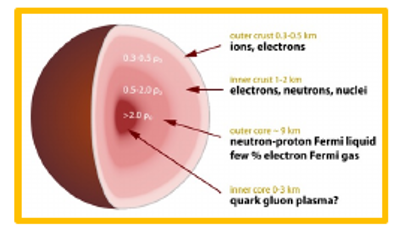 outer crust 0.3-0.5 km
ions, electrons
0.3-0.5 ρ₀
inner crust 1-2 km
electrons, neutrons, nuclei
0.5-2.0 ρ₀
>2.0 ρ₀
outer core ~ 9 km
neutron-proton Fermi liquid
few % electron Fermi gas
inner core 0-3 km
quark gluon plasma?